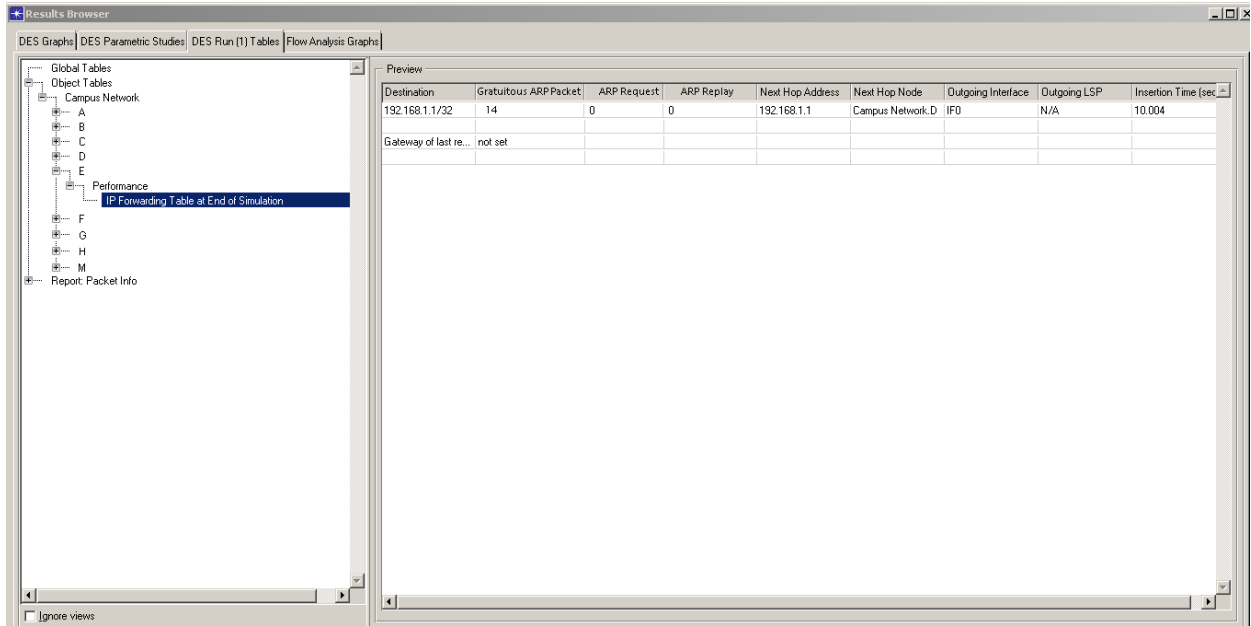 Results Browser
DES Graphs DES Parametric Studies DES Run (1) Tables Flow Analysis Graphs
Global Tables
Object Tables
Campus Network
A
B
C
D
E
Performance
IP Forwarding Table at End of Simulation
F
G
H
M
Report: Packet Info
Ignore views
Preview
Destination Gratuitous ARP Packet ARP Request ARP Replay Next Hop Address Next Hop Node Outgoing Interface Outgoing LSP Insertion Time (sec
192.168.1.1/32 14 0 0 192.168.1.1 Campus Network.D IF0 N/A 10.004
Gateway of last re... not set